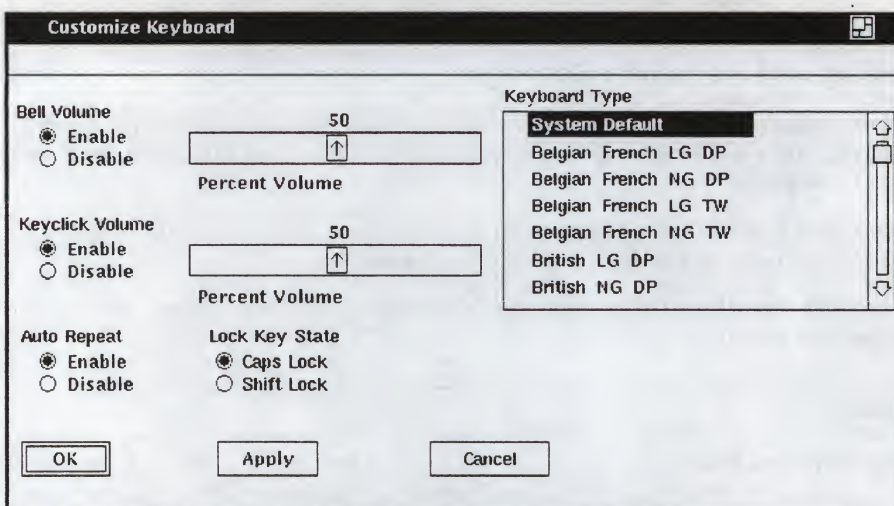 Customize Keyboard
Bell Volume
Enable
Disable
50
Percent Volume
Keyclick Volume
Enable
Disable
50
Percent Volume
Auto Repeat
Enable
Disable
Lock Key State
Caps Lock
Shift Lock
Keyboard Type
System Default
Belgian French LG DP
Belgian French NG DP
Belgian French LG TW
Belgian French NG TW
British LG DP
British NG DP
OK
Apply
Cancel